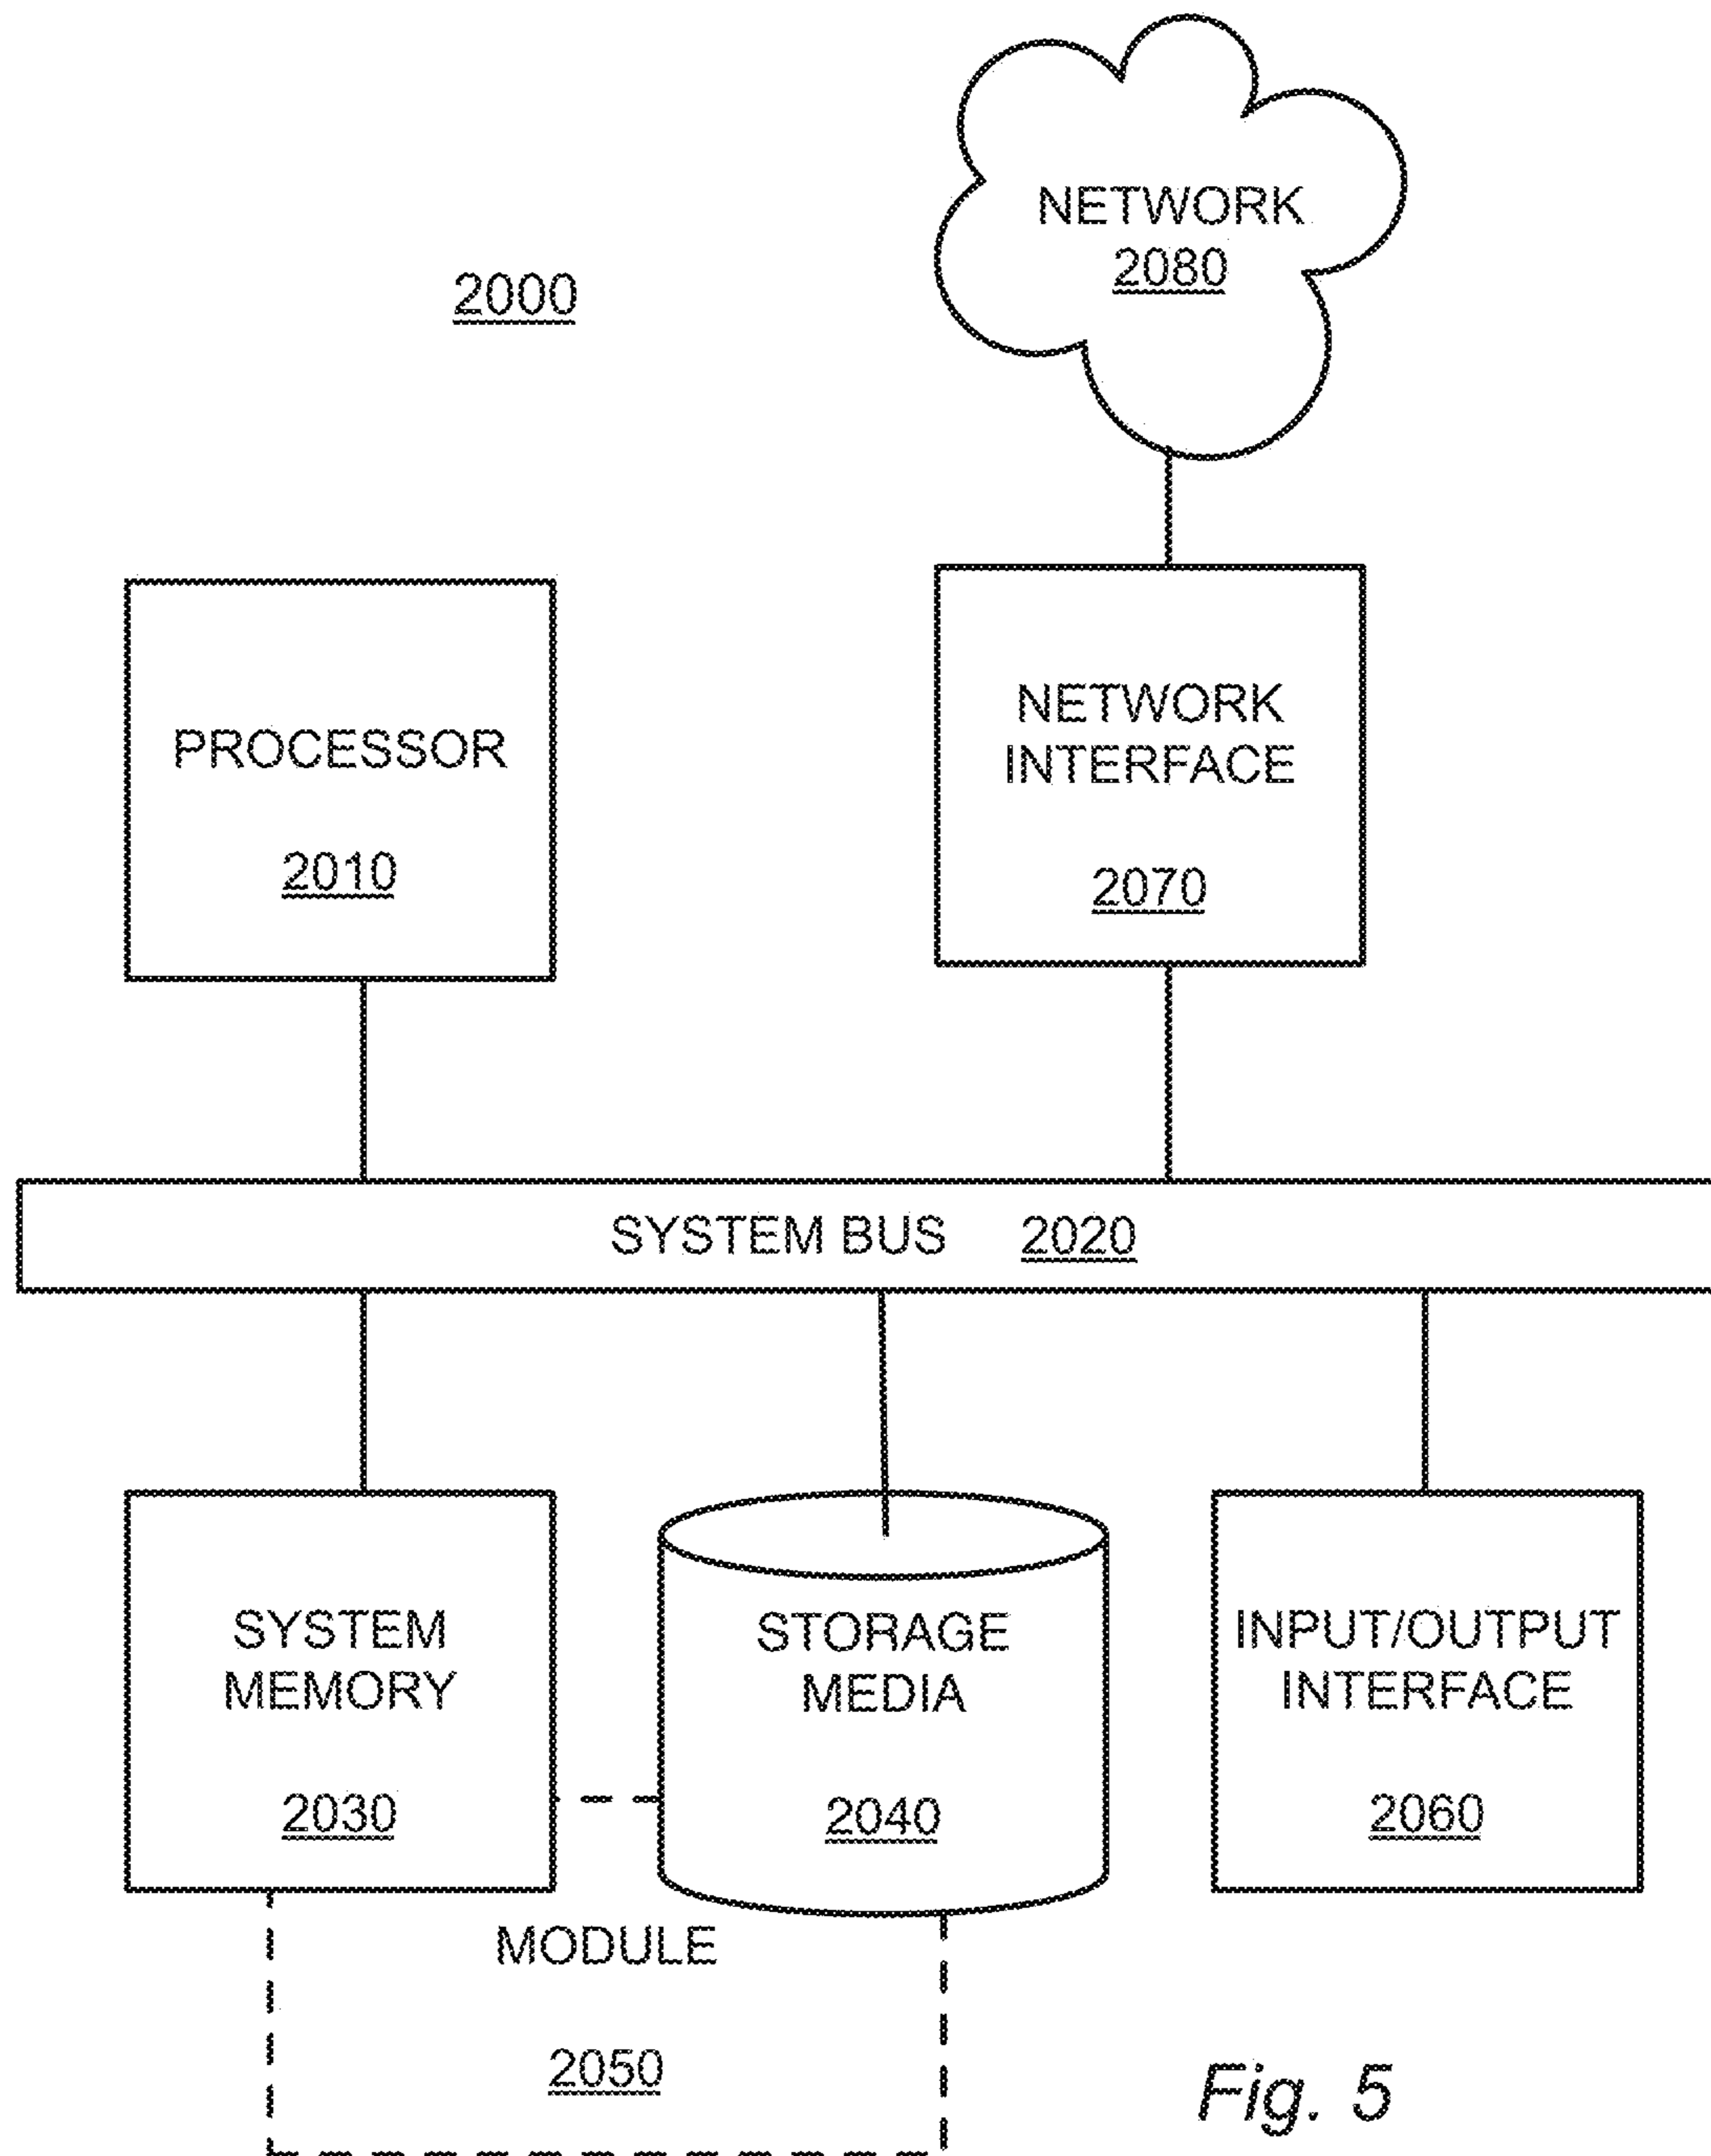 NETWORK
2080
2000
PROCESSOR
2010
NETWORK
INTERFACE
2070
SYSTEM BUS 2020
SYSTEM
MEMORY
2030
STORAGE
MEDIA
2040
INPUT/OUTPUT
INTERFACE
2060
MODULE
2050
Fig. 5